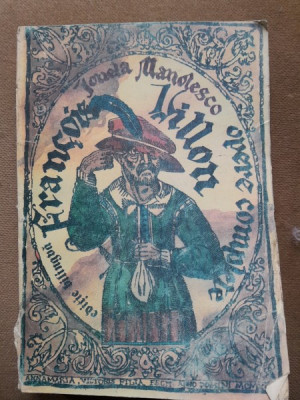 Ionela Manolesco
François Villon
opere complete
ediție bilingvă